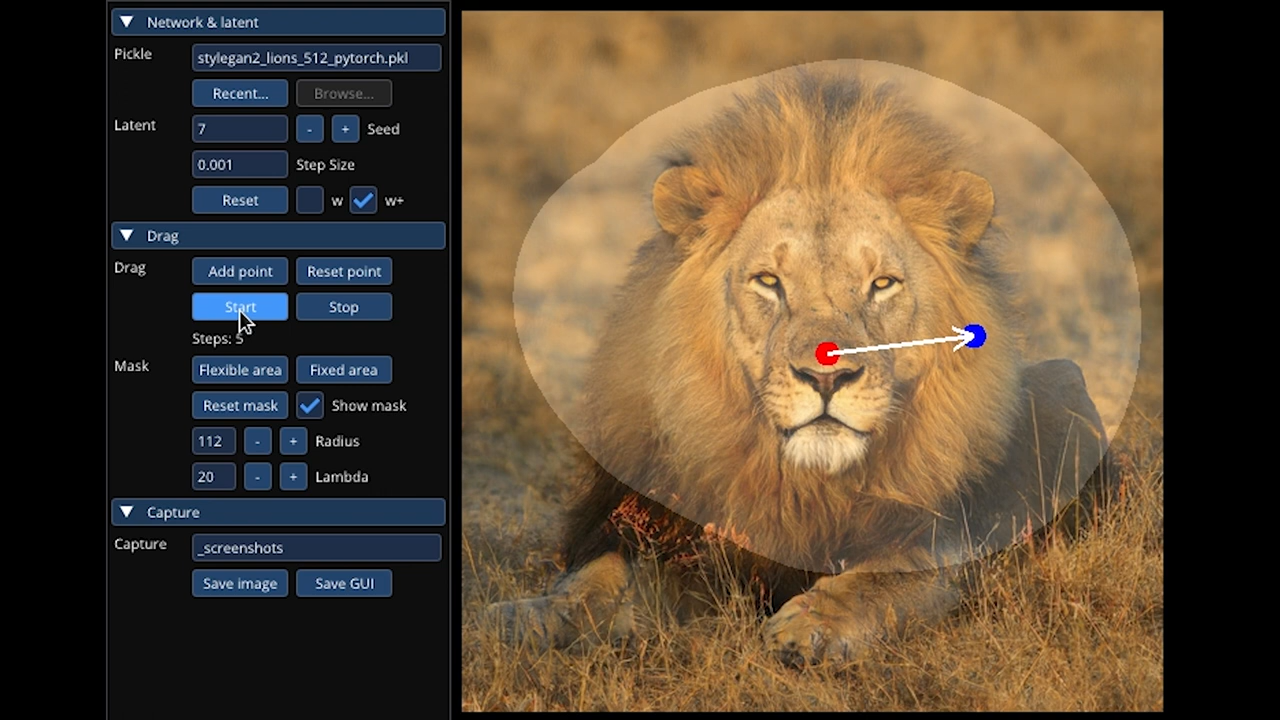 Network & latent
Pickle stylegan2_lions_512_pytorch.pkl
Recent... Browse...
Latent 7 - + Seed
0.001 Step Size
Reset w w+
Drag
Drag Add point Reset point
Start Stop
Steps: 5
Mask Flexible area Fixed area
Reset mask Show mask
112 - + Radius
20 - + Lambda
Capture
Capture _screenshots
Save image Save GUI